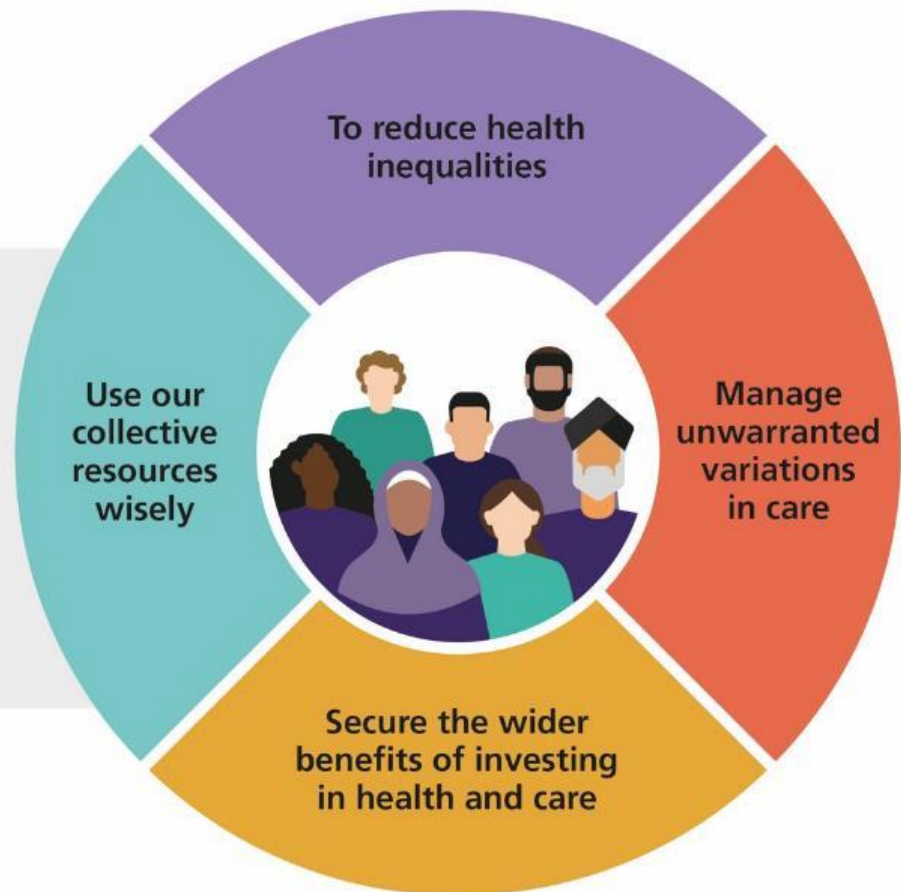 To reduce health
inequalities
Use our
collective
resources
wisely
Manage
unwarranted
variations
in care
Secure the wider
benefits of investing
in health and care